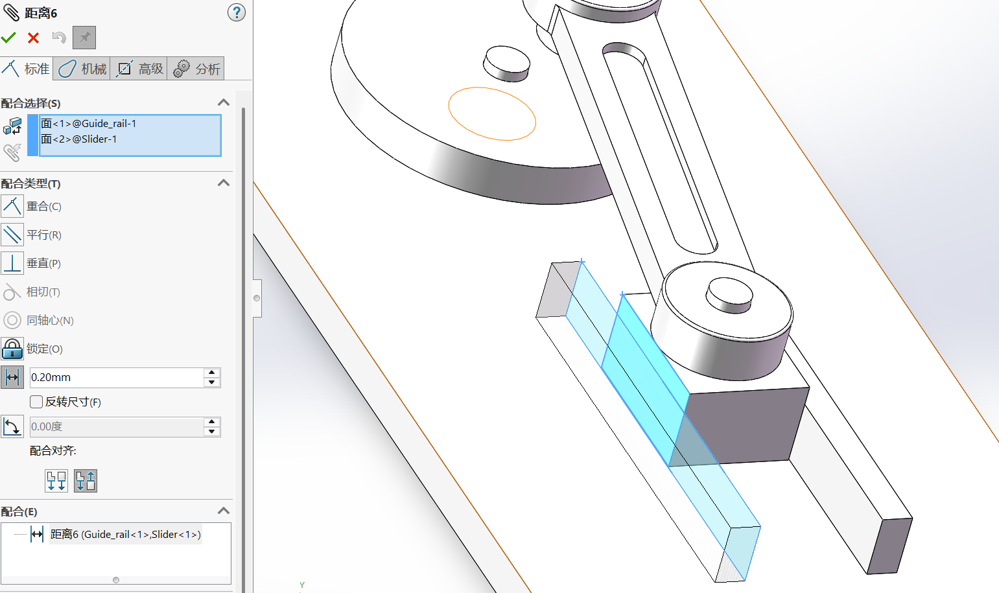 距离6
?
标准 机械 高级 分析
配合选择(S)
面<1>@Guide_rail-1
面<2>@Slider-1
配合类型(T)
重合(C)
平行(R)
垂直(P)
相切(T)
同轴心(N)
锁定(O)
0.20mm
反转尺寸(F)
0.00度
配合对齐:
配合(E)
距离6 (Guide_rail<1>,Slider<1>)
Y